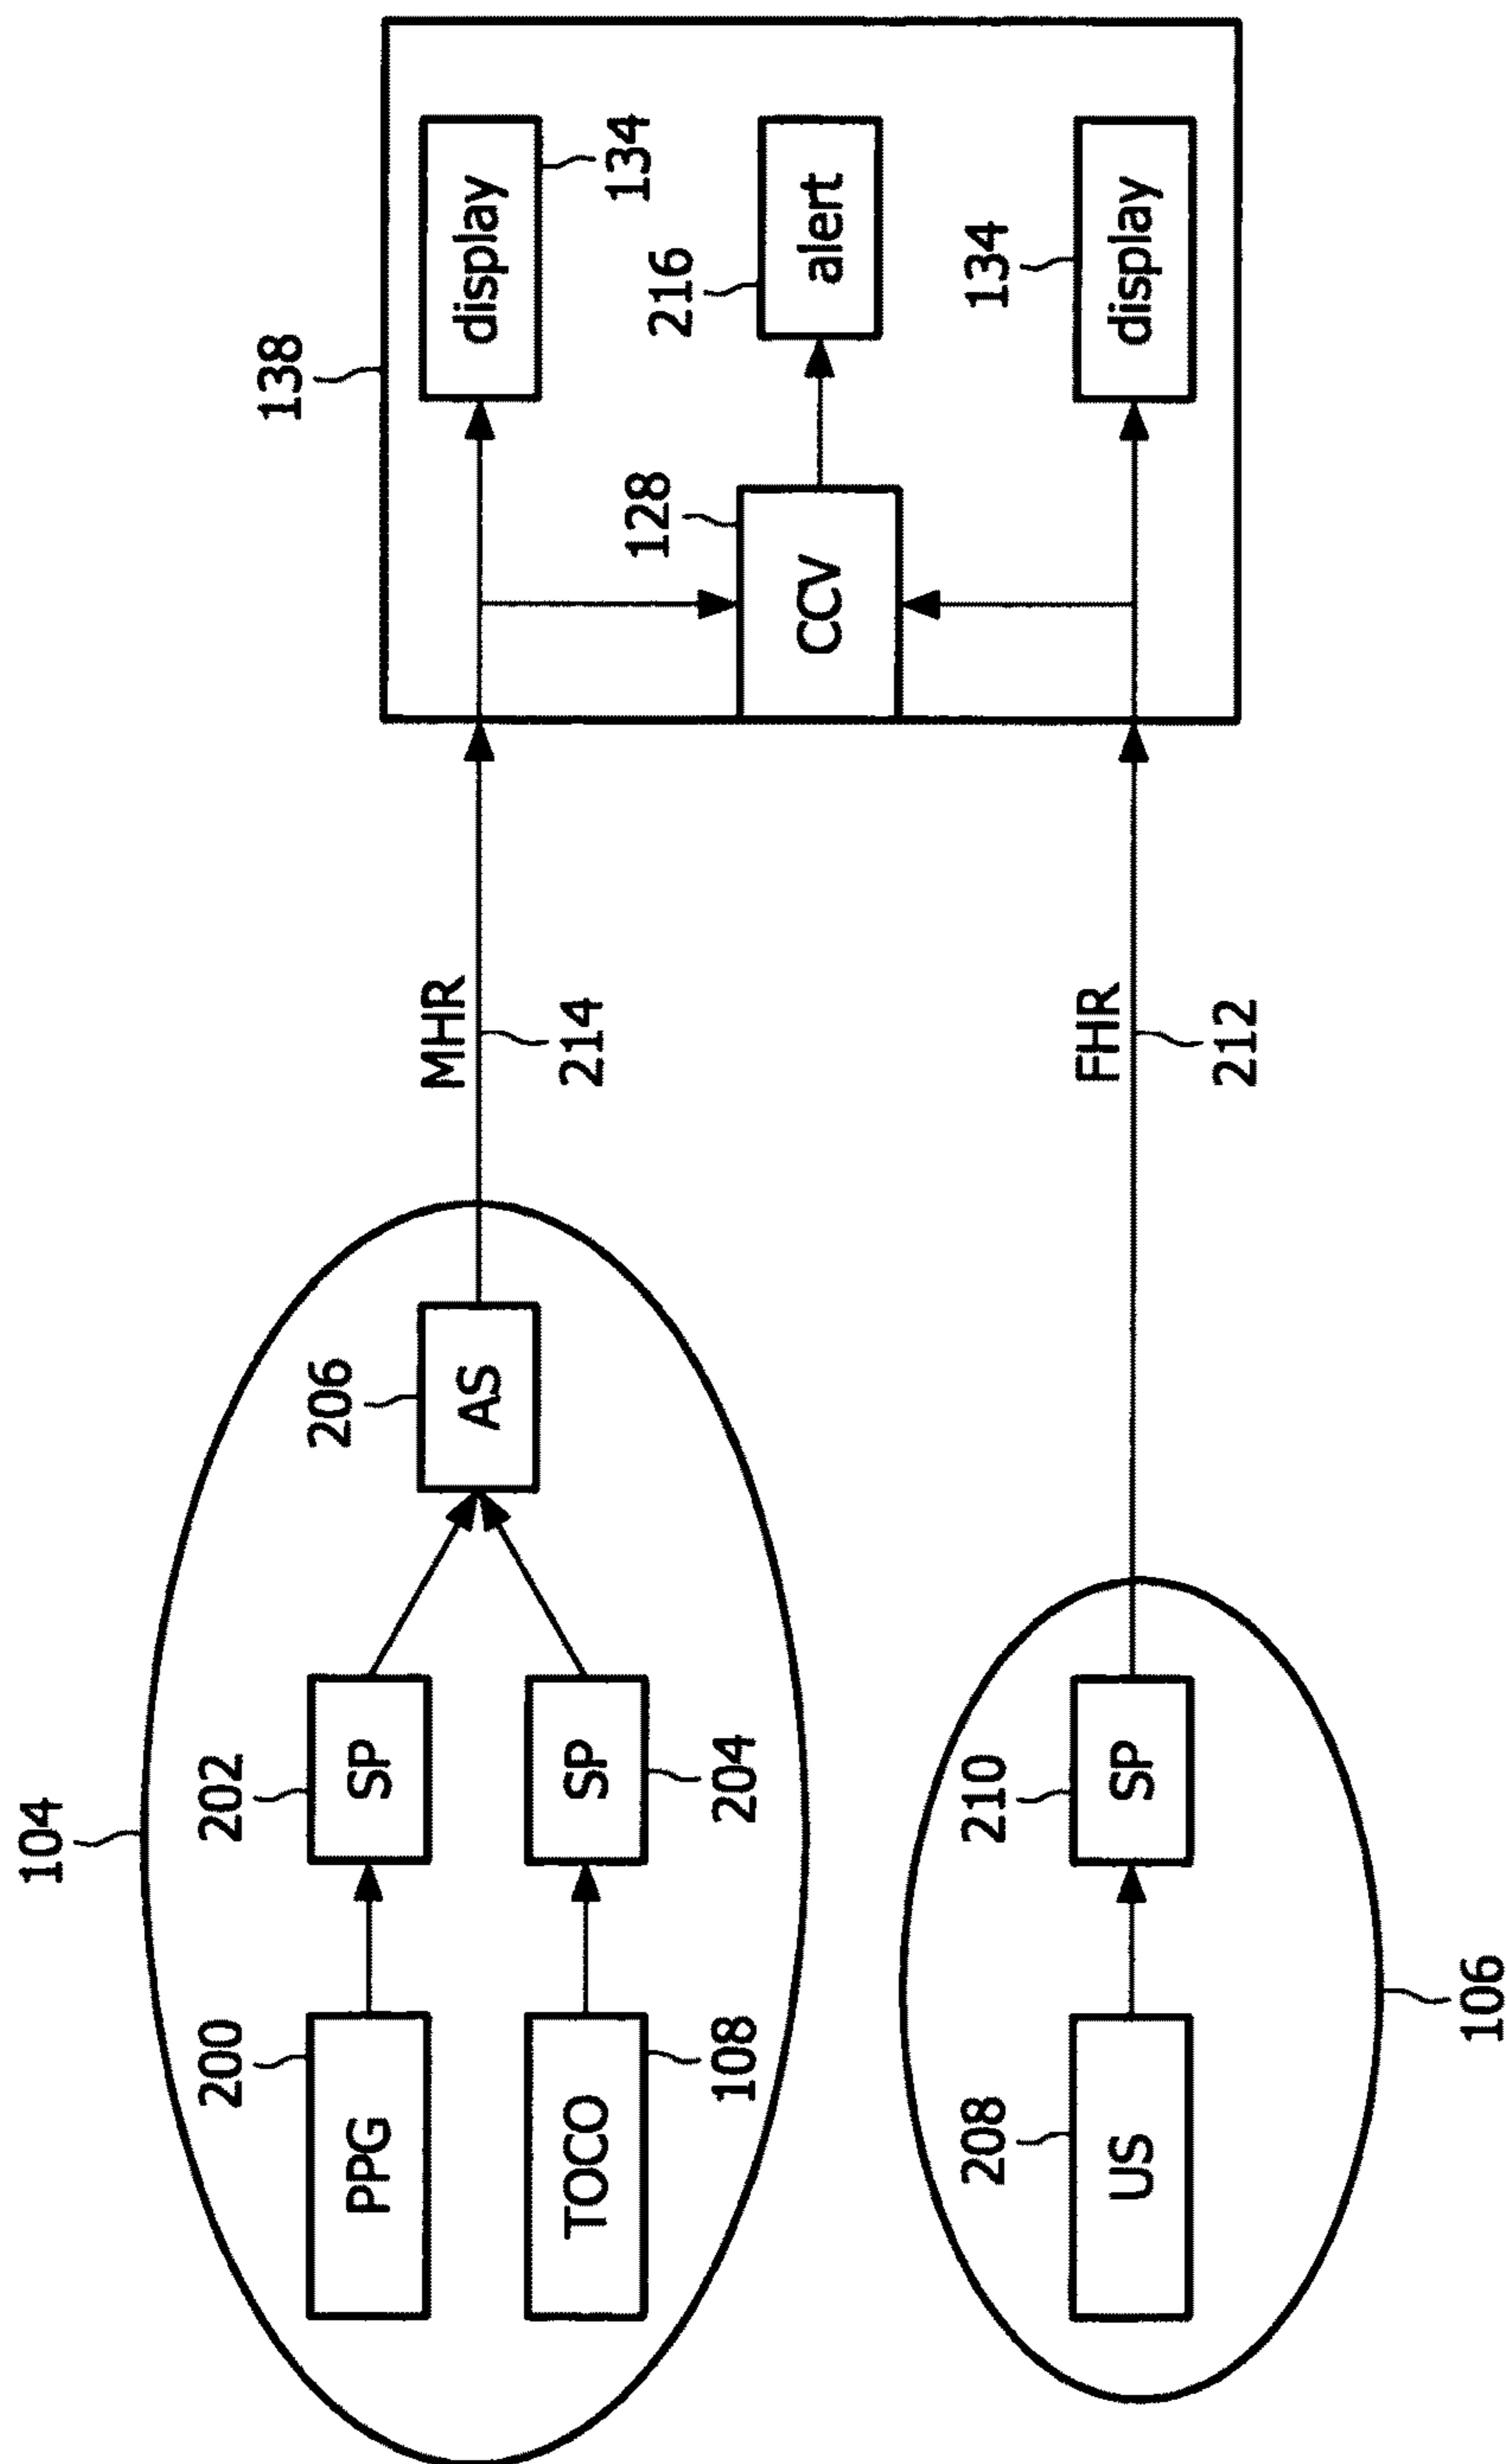 104
200
PPG
202
SP
206
AS
TOCO
108
SP
204
MHR
214
138
display
134
128
CCV
216
alert
134
display
FHR
212
208
US
210
SP
106